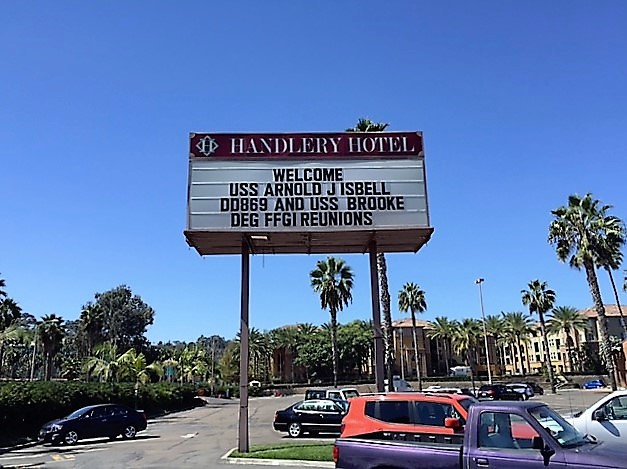 HANDLERY HOTEL
WELCOME
USS ARNOLD J ISBELL
DD869 AND USS BROOKE
DEG FFGI REUNIONS